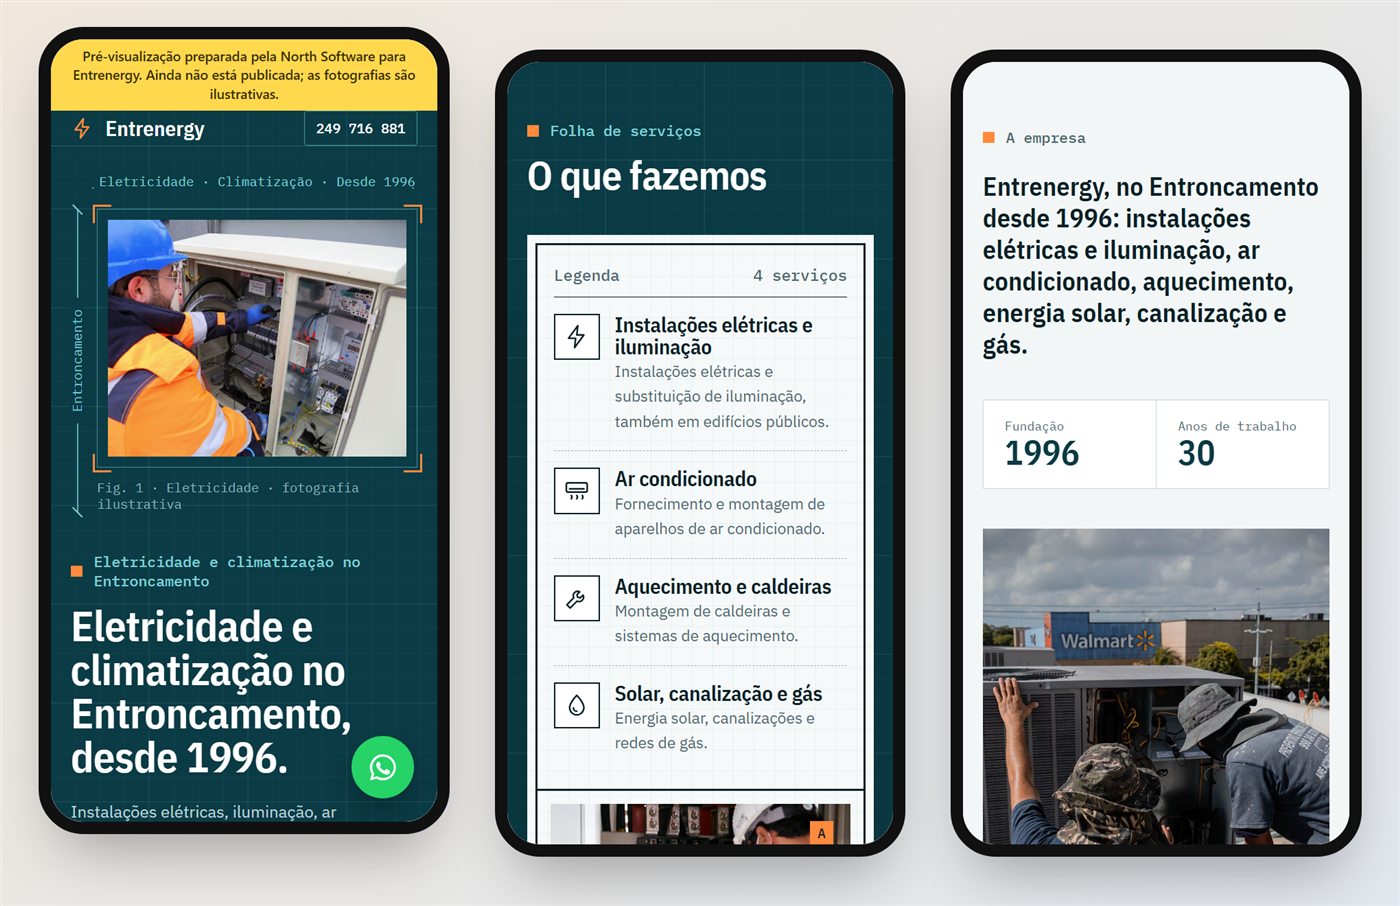 Pré-visualização preparada pela North Software para
Entrenergy. Ainda não está publicada; as fotografias são
ilustrativas.
Entrenergy
249 716 881
Eletricidade · Climatização · Desde 1996
Entroncamento
Fig. 1 · Eletricidade · fotografia
ilustrativa
Eletricidade e climatização no
Entroncamento
Eletricidade e
climatização no
Entroncamento,
desde 1996.
Instalações elétricas, iluminação, ar
Folha de serviços
O que fazemos
Legenda
4 serviços
Instalações elétricas e
iluminação
Instalações elétricas e
substituição de iluminação,
também em edifícios públicos.
Ar condicionado
Fornecimento e montagem de
aparelhos de ar condicionado.
Aquecimento e caldeiras
Montagem de caldeiras e
sistemas de aquecimento.
Solar, canalização e gás
Energia solar, canalizações e
redes de gás.
A
A empresa
Entrenergy, no Entroncamento
desde 1996: instalações
elétricas e iluminação, ar
condicionado, aquecimento,
energia solar, canalização e
gás.
Fundação
1996
Anos de trabalho
30
Walmart